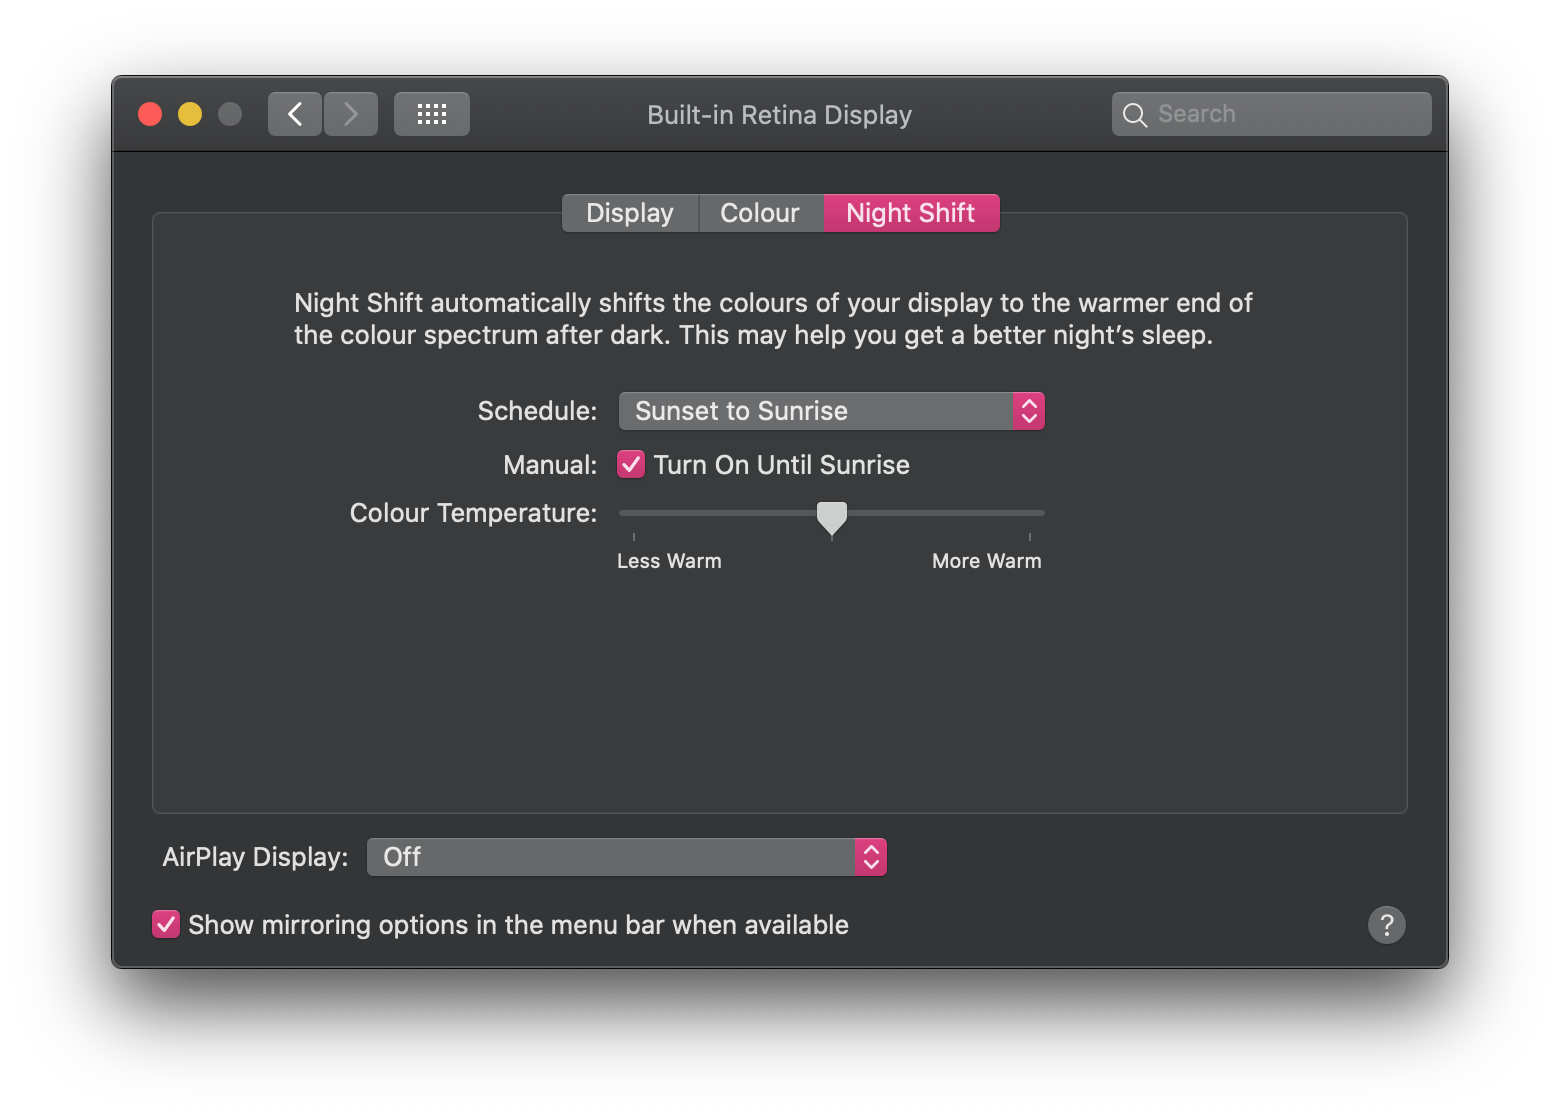 Built-in Retina Display
Search
Display
Colour
Night Shift
Night Shift automatically shifts the colours of your display to the warmer end of
the colour spectrum after dark. This may help you get a better night’s sleep.
Schedule: Sunset to Sunrise
Manual: Turn On Until Sunrise
Colour Temperature:
Less Warm
More Warm
AirPlay Display: Off
Show mirroring options in the menu bar when available
?